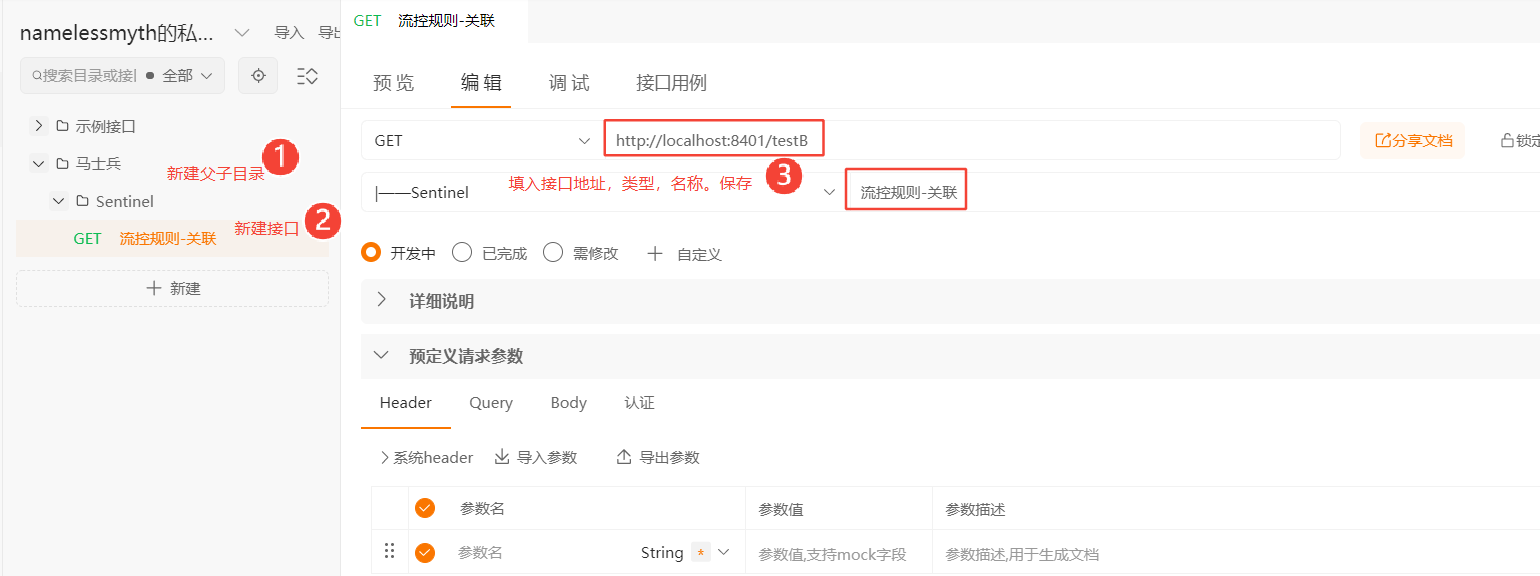 namelessmyth的私... 导入 导出
搜索目录或接 全部
示例接口
马士兵
新建父子目录 1
Sentinel
GET 流控规则-关联 新建接口 2
新建
GET 流控规则-关联
预 览 编 辑 调 试 接口用例
GET http://localhost:8401/testB 分享文档 锁定
|——Sentinel 填入接口地址，类型，名称。保存 3 流控规则-关联
开发中 已完成 需修改 自定义
详细说明
预定义请求参数
Header Query Body 认证
系统header 导入参数 导出参数
参数名 参数值 参数描述
参数名 String * 参数值,支持mock字段 参数描述,用于生成文档